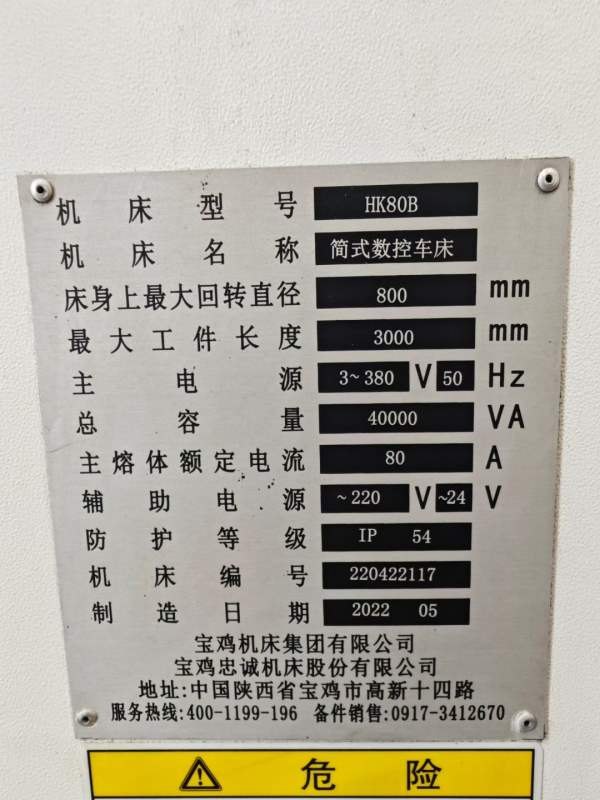 机床型号 HK80B
机床名称 简式数控车床
床身上最大回转直径 800 mm
最大工件长度 3000 mm
主电源 3~380 V 50 Hz
总容量 40000 VA
主熔体额定电流 80 A
辅助电源 ~220 V ~24 V
防护等级 IP 54
机床编号 220422117
制造日期 2022 05
宝鸡机床集团有限公司
宝鸡忠诚机床股份有限公司
地址:中国陕西省宝鸡市高新十四路
服务热线:400-1199-196 备件销售:0917-3412670
危险